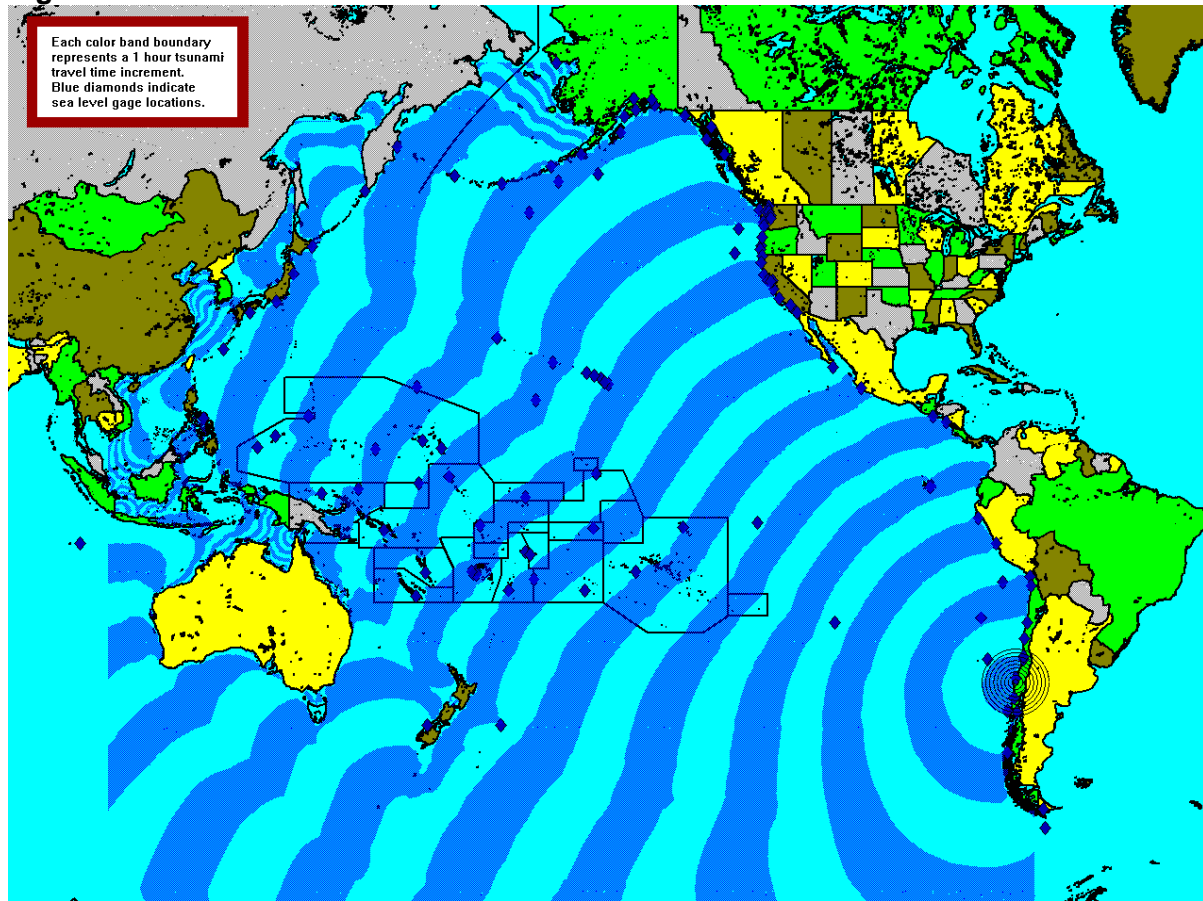 Each color band boundary
represents a 1 hour tsunami
travel time increment.
Blue diamonds indicate
sea level gage locations.